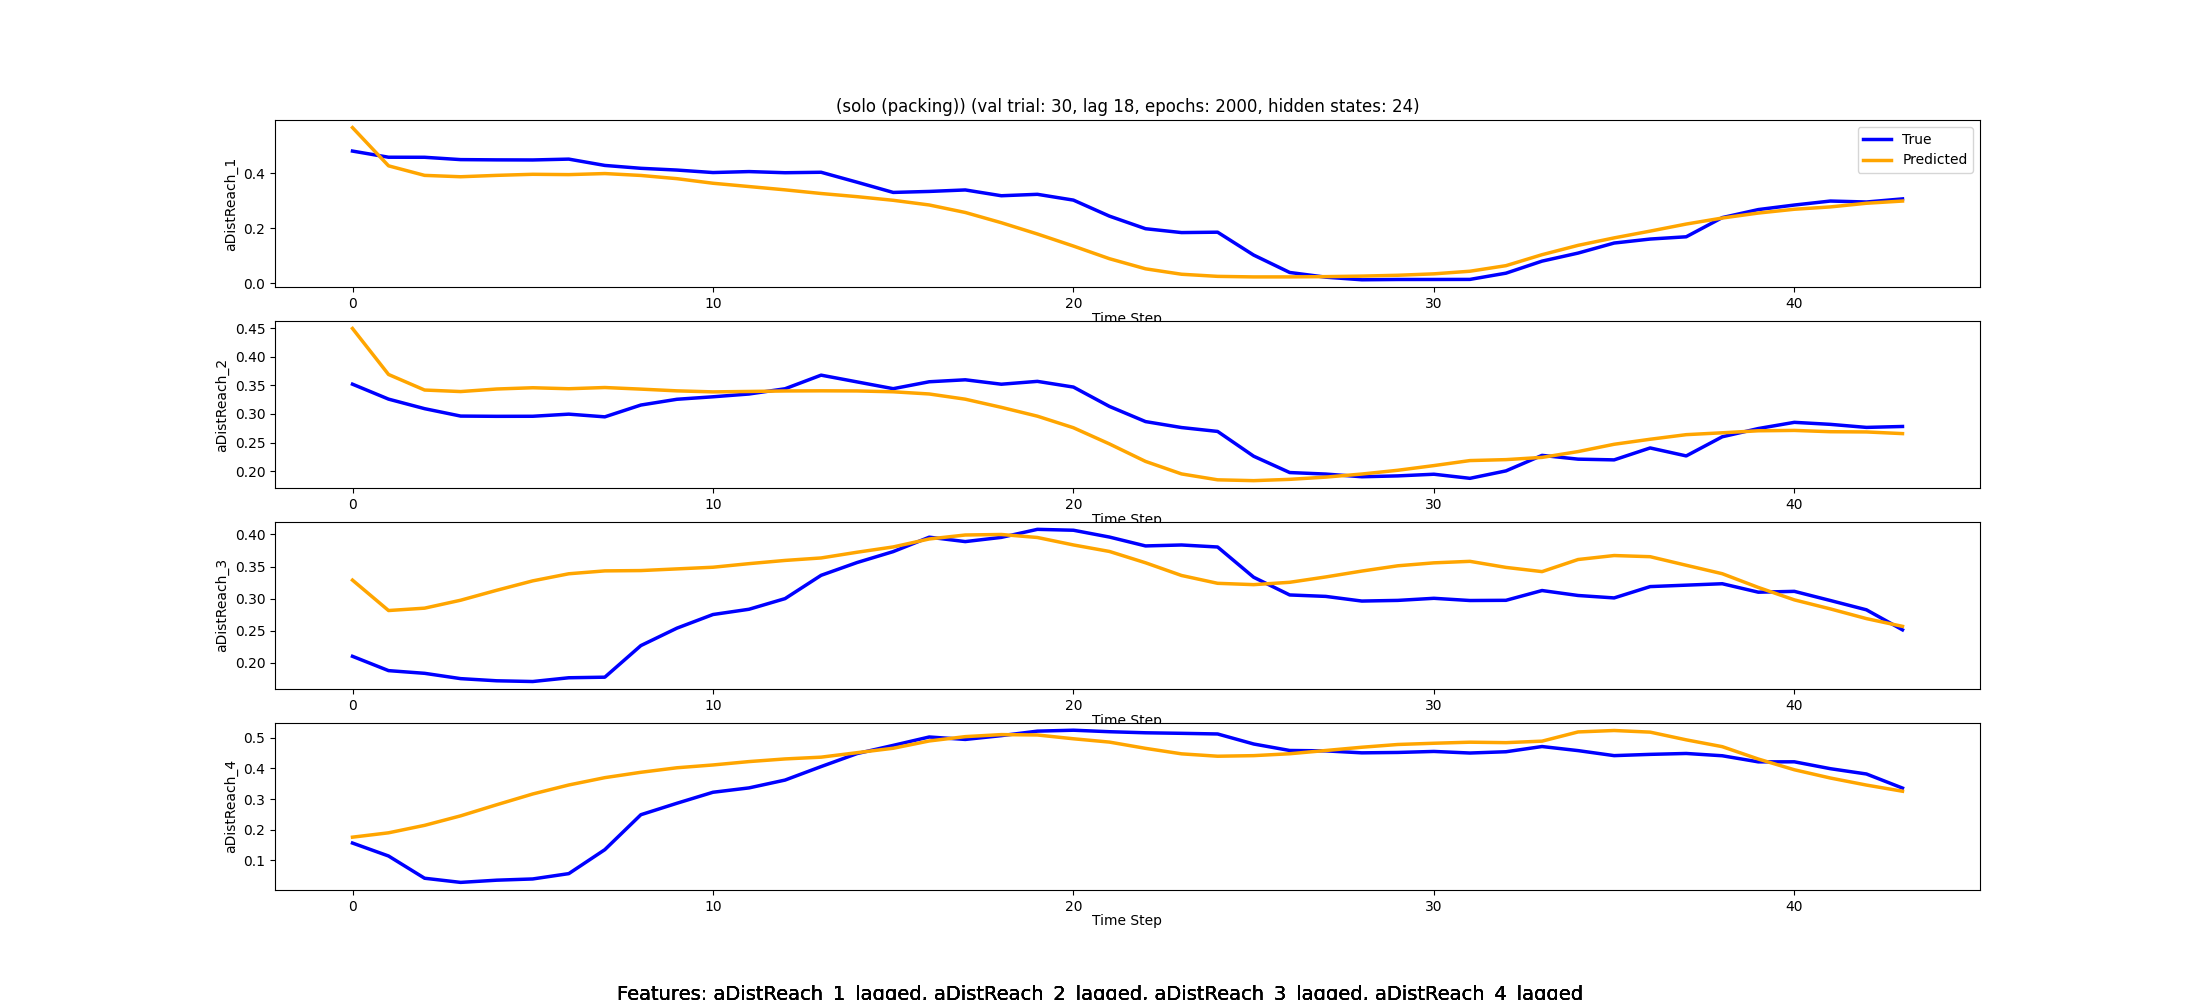 (solo (packing)) (val trial: 30, lag 18, epochs: 2000, hidden states: 24)
aDistReach_1
0.4
0.2
0.0
True
Predicted
0 10 20 30 40
Time Step
aDistReach_2
0.45
0.40
0.35
0.30
0.25
0.20
0 10 20 30 40
Time Step
aDistReach_3
0.40
0.35
0.30
0.25
0.20
0 10 20 30 40
Time Step
aDistReach_4
0.5
0.4
0.3
0.2
0.1
0 10 20 30 40
Time Step
Features: aDistReach_1_lagged, aDistReach_2_lagged, aDistReach_3_lagged, aDistReach_4_lagged